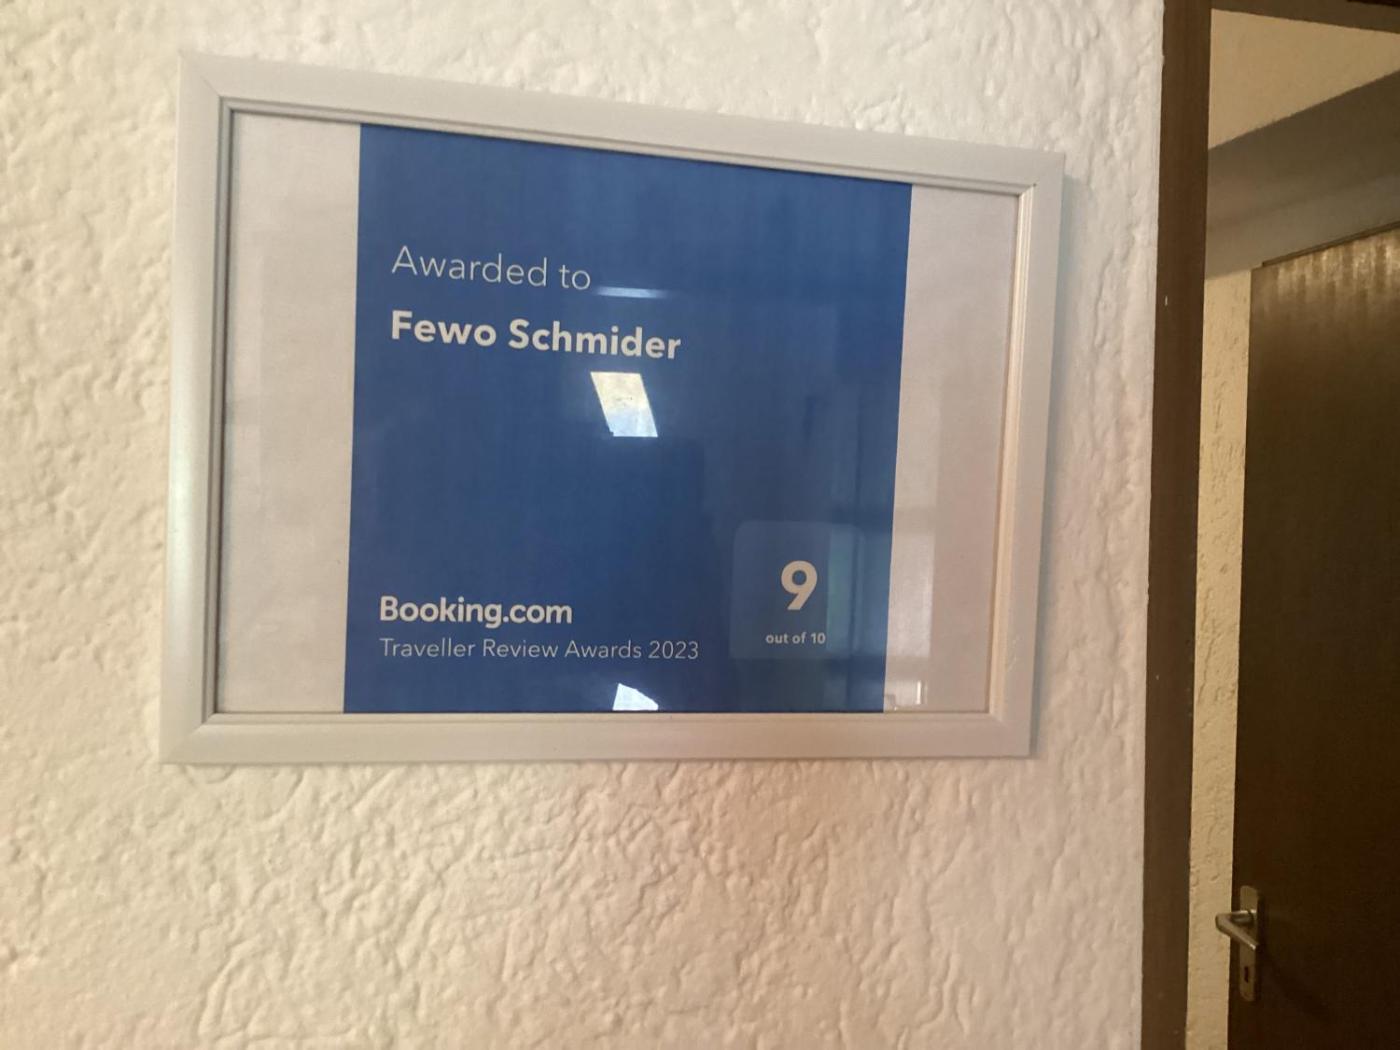 Awarded to
Fewo Schmider
9
out of 10
Booking.com
Traveller Review Awards 2023